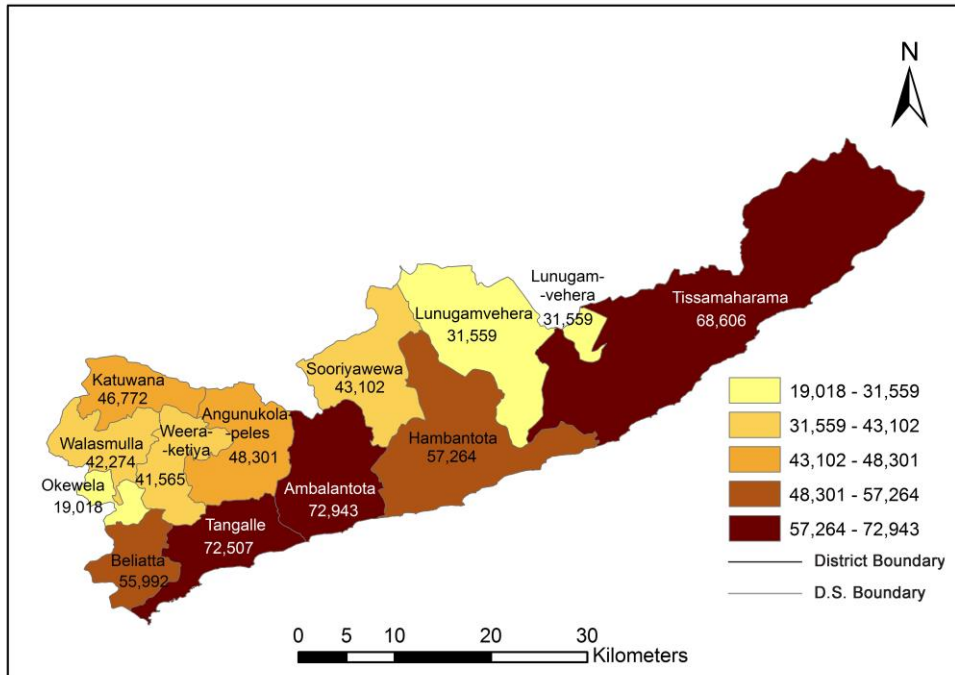 N
Lunugam-
-vehera
31,559
Tissamaharama
68,606
Lunugamvehera
31,559
Sooriyawewa
43,102
Katuwana
46,772
Angunukola-
-peles
48,301
Walasmulla
42,274
Weera-
-ketiya
41,565
Hambantota
57,264
Okewela
19,018
Ambalantota
72,943
Tangalle
72,507
Beliatta
55,992
19,018 - 31,559
31,559 - 43,102
43,102 - 48,301
48,301 - 57,264
57,264 - 72,943
District Boundary
D.S. Boundary
0 5 10 20 30
Kilometers